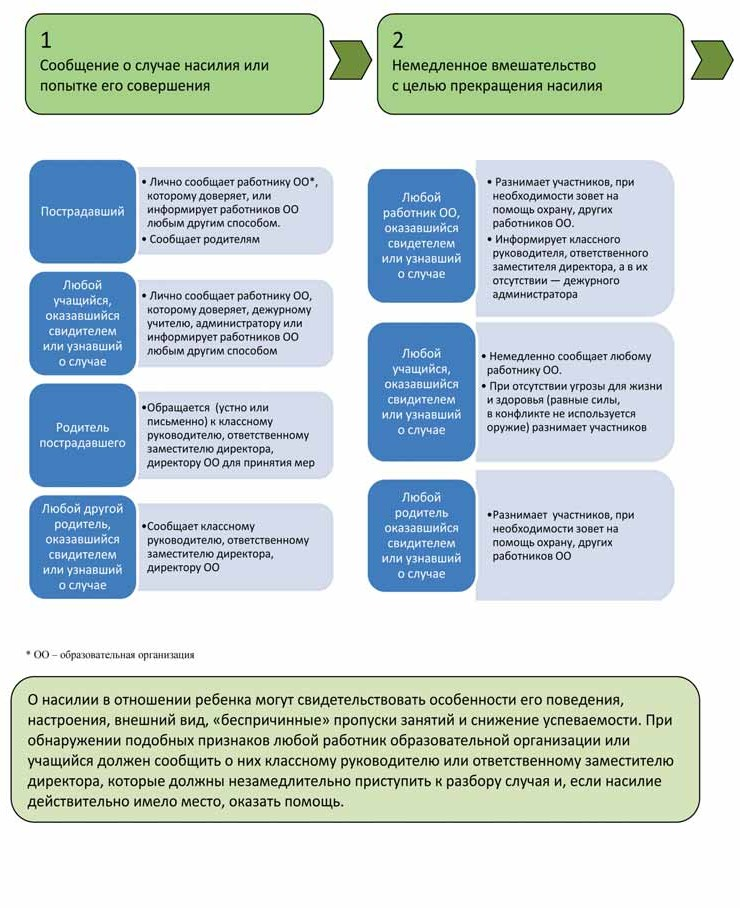 1
Сообщение о случае насилия или
попытке его совершения
2
Немедленное вмешательство
с целью прекращения насилия
Пострадавший
• Лично сообщает работнику ОО*,
которому доверяет, или
информирует работников ОО
любым другим способом.
• Сообщает родителям
Любой
учащийся,
оказавшийся
свидетелем
или узнавший
о случае
• Лично сообщает работнику ОО,
которому доверяет, дежурному
учителю, администратору или
информирует работников ОО
любым другим способом
Родитель
пострадавшего
•Обращается (устно или
письменно) к классному
руководителю, ответственному
заместителю директора,
директору ОО для принятия мер
Любой другой
родитель,
оказавшийся
свидетелем
или узнавший
о случае
•Сообщает классному
руководителю, ответственному
заместителю директора,
директору ОО
Любой
работник ОО,
оказавшийся
свидетелем
или узнавший
о случае
• Разнимает участников, при
необходимости зовет на
помощь охрану, других
работников ОО.
• Информирует классного
руководителя, ответственного
заместителя директора, а в их
отсутствии — дежурного
администратора
Любой
учащийся,
оказавшийся
свидетелем
или узнавший
о случае
• Немедленно сообщает любому
работнику ОО.
• При отсутствии угрозы для жизни
и здоровья (равные силы,
в конфликте не используется
оружие) разнимает участников
Любой
родитель
оказавшийся
свидетелем
или узнавший
о случае
•Разнимает участников, при
необходимости зовет на
помощь охрану, других
работников ОО
* ОО – образовательная организация
О насилии в отношении ребенка могут свидетельствовать особенности его поведения,
настроения, внешний вид, «беспричинные» пропуски занятий и снижение успеваемости. При
обнаружении подобных признаков любой работник образовательной организации или
учащийся должен сообщить о них классному руководителю или ответственному заместителю
директора, которые должны незамедлительно приступить к разбору случая и, если насилие
действительно имело место, оказать помощь.